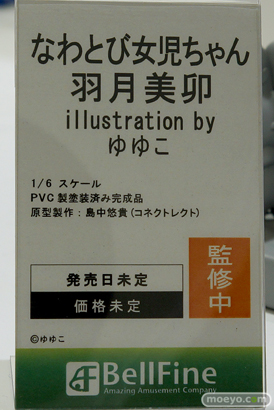 なわとび女児ちゃん
羽月美卯
illustration by
ゆゆこ
1/6 スケール
PVC製塗装済み完成品
原型製作：島中悠貴(コネクトレクト)
発売日未定
価格未定
監修中
©ゆゆこ
BellFine
Amazing Amusement Company
moeyo.com